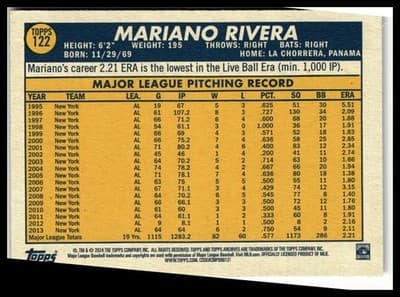 TOPPS
122
MARIANO RIVERA
HEIGHT: 6'2" WEIGHT: 195 THROWS: RIGHT BATS: RIGHT
BORN: 11/29/69 HOME: LA CHORRERA, PANAMA
Mariano's career 2.21 ERA is the lowest in the Live Ball Era (min. 1,000 IP).
MAJOR LEAGUE PITCHING RECORD
YEAR TEAM LEA. G IP W L PCT. SO BB ERA
1995 New York AL 19 67 5 3 .625 51 30 5.51
1996 New York AL 61 107.2 8 3 .727 130 34 2.09
1997 New York AL 66 71.2 6 4 .600 68 20 1.88
1998 New York AL 54 61.1 3 0 1.000 36 17 1.91
1999 New York AL 66 69 4 3 .571 52 18 1.83
2000 New York AL 66 75.2 7 4 .636 58 25 2.85
2001 New York AL 71 80.2 4 6 .400 83 12 2.34
2002 New York AL 45 46 1 4 .200 41 11 2.74
2003 New York AL 64 70.2 5 2 .714 63 10 1.66
2004 New York AL 74 78.2 4 2 .667 66 20 1.94
2005 New York AL 71 78.1 7 4 .636 80 18 1.38
2006 New York AL 63 75 5 5 .500 55 11 1.80
2007 New York AL 67 71.1 3 4 .429 74 12 3.15
2008 New York AL 64 70.2 6 5 .545 77 6 1.40
2009 New York AL 66 66.1 3 3 .500 72 12 1.76
2010 New York AL 61 60 3 3 .500 45 11 1.80
2011 New York AL 64 61.1 1 2 .333 60 8 1.91
2012 New York AL 9 8.1 1 1 .500 8 2 2.16
2013 New York AL 64 64 6 2 .750 54 9 2.11
Major League Totals 19 Yrs. 1115 1283.2 82 60 .577 1173 286 2.21
Topps
®, TM & © 2024 THE TOPPS COMPANY, INC. TOPPS AND TOPPS ARCHIVES ARE TRADEMARKS OF THE TOPPS COMPANY, INC.